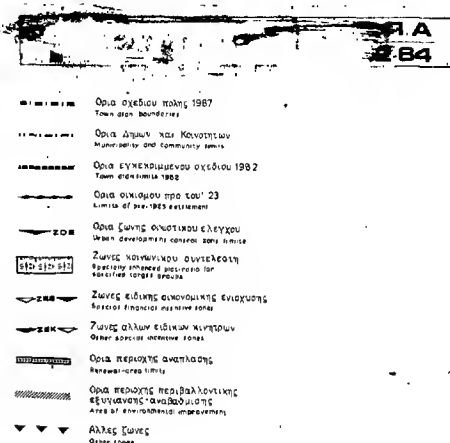 Π.Α
2.84
Ορια σχεδιου πολης 1987
Town plan boundaries
Ορια Δημων και Κοινοτητων
Municipality and community limits
Ορια εγκεκριμμενου σχεδιου 1982
Town plan limits 1982
Ορια οικισμου προ του' 23
Limits of pre-1923 settlement
ΖΟΕ Ορια ζωνης οικιστικου ελεγχου
Urban development control zone limits
Ζωνες κοινωνικου συντελεστη
Specially enhanced plot-ratio for
specified target groups
Ζωνες ειδικης οικονομικης ενισχυσης
Special financial incentive zones
ΖΕΚ Ζωνες αλλων ειδικων κινητρων
Other special incentive zones
Ορια περιοχης αναπλασης
Renewal-area limits
Ορια περιοχης περιβαλλοντικης
εξυγιανσης-αναβαθμισης
Area of environmental improvement
Αλλες ζωνες
Other zones